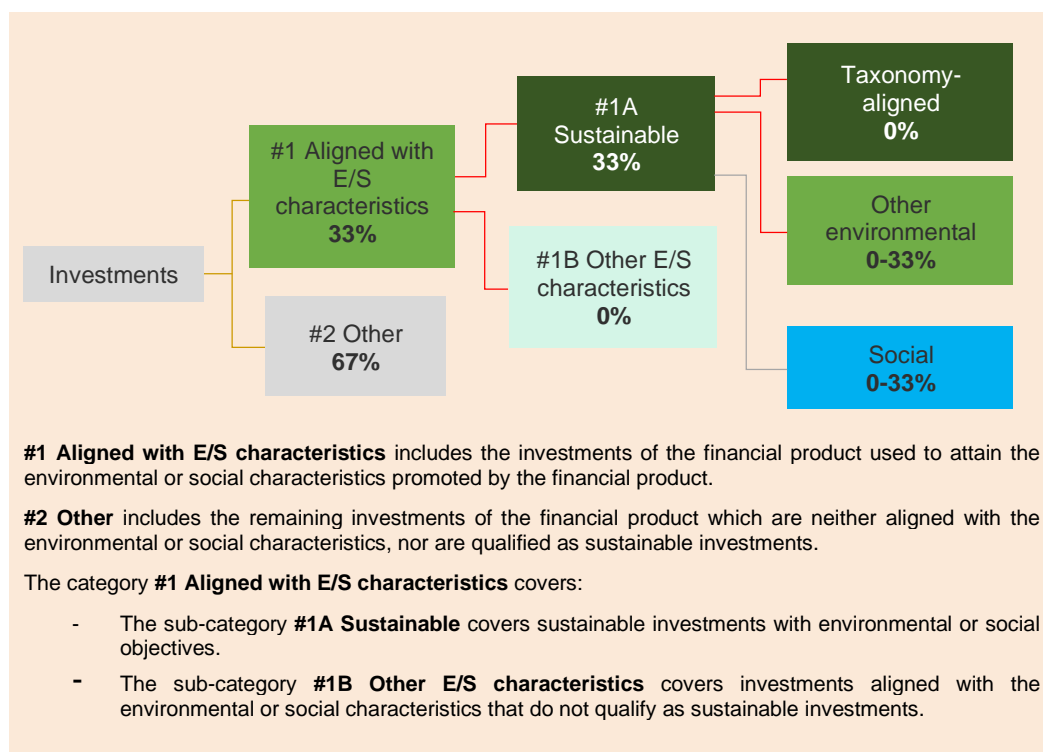 Investments
#1 Aligned with
E/S
characteristics
33%
#2 Other
67%
#1A
Sustainable
33%
#1B Other E/S
characteristics
0%
Taxonomy-
aligned
0%
Other
environmental
0-33%
Social
0-33%
#1 Aligned with E/S characteristics includes the investments of the financial product used to attain the
environmental or social characteristics promoted by the financial product.
#2 Other includes the remaining investments of the financial product which are neither aligned with the
environmental or social characteristics, nor are qualified as sustainable investments.
The category #1 Aligned with E/S characteristics covers:
- The sub-category #1A Sustainable covers sustainable investments with environmental or social
objectives.
- The sub-category #1B Other E/S characteristics covers investments aligned with the
environmental or social characteristics that do not qualify as sustainable investments.